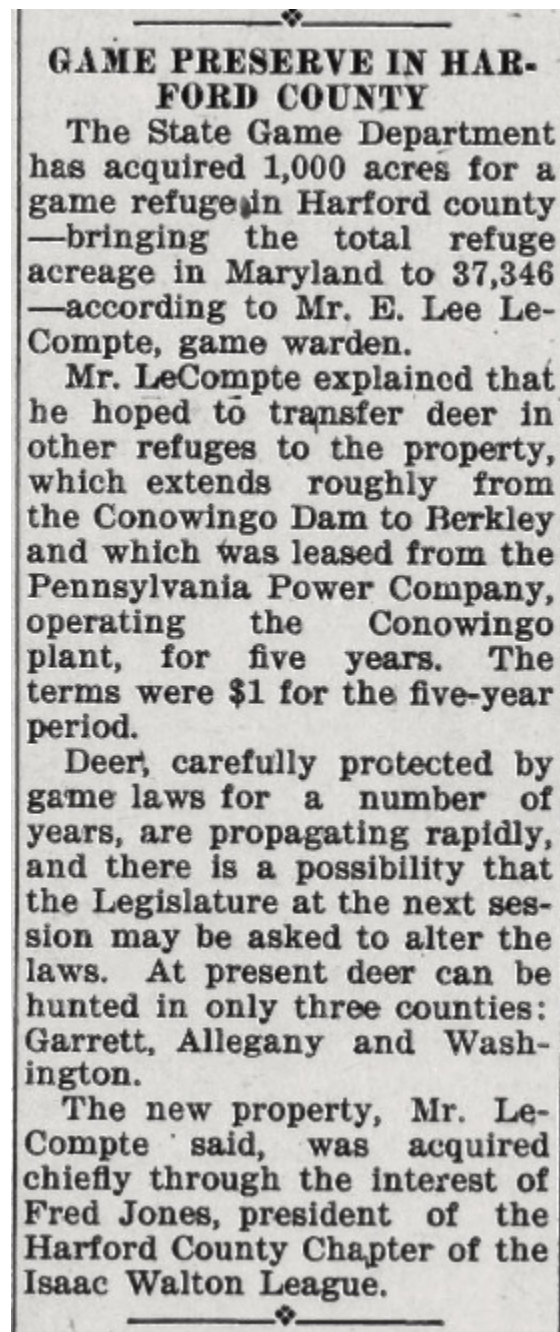 GAME PRESERVE IN HAR-
FORD COUNTY
The State Game Department
has acquired 1,000 acres for a
game refuge in Harford county
—bringing the total refuge
acreage in Maryland to 37,346
—according to Mr. E. Lee Le-
Compte, game warden.
Mr. LeCompte explained that
he hoped to transfer deer in
other refuges to the property,
which extends roughly from
the Conowingo Dam to Berkley
and which was leased from the
Pennsylvania Power Company,
operating the Conowingo
plant, for five years. The
terms were $1 for the five-year
period.
Deer, carefully protected by
game laws for a number of
years, are propagating rapidly,
and there is a possibility that
the Legislature at the next ses-
sion may be asked to alter the
laws. At present deer can be
hunted in only three counties:
Garrett, Allegany and Wash-
ington.
The new property, Mr. Le-
Compte said, was acquired
chiefly through the interest of
Fred Jones, president of the
Harford County Chapter of the
Isaac Walton League.